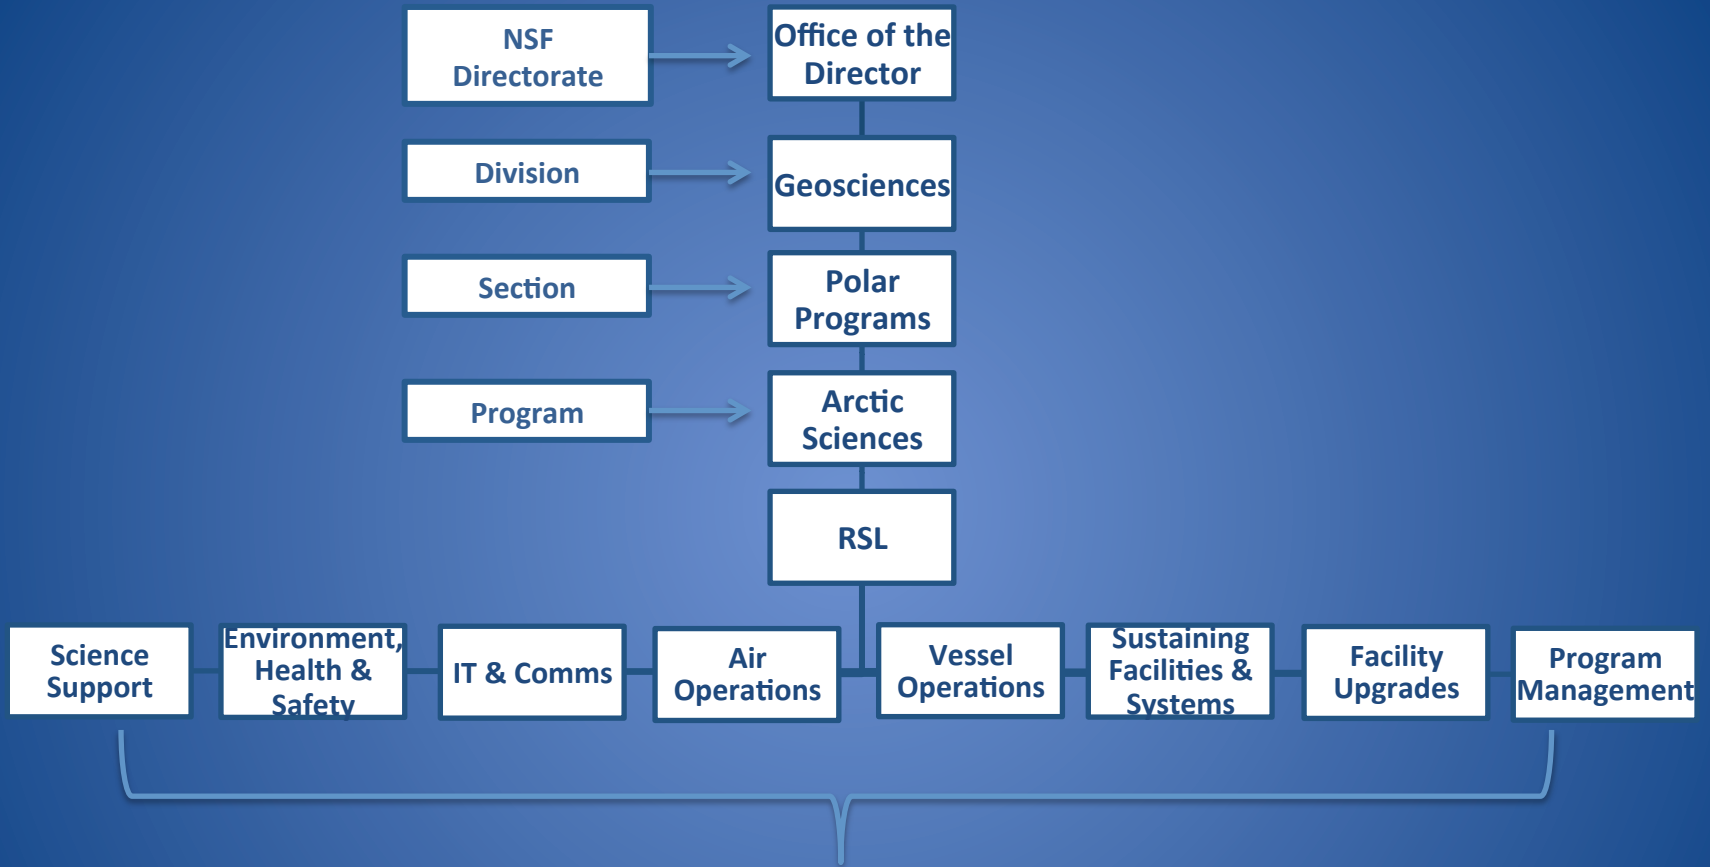 NSF
Directorate
Office of the
Director
Division
Geosciences
Section
Polar
Programs
Program
Arctic
Sciences
RSL
Science
Support
Environment,
Health &
Safety
IT & Comms
Air
Operations
Vessel
Operations
Sustaining
Facilities &
Systems
Facility
Upgrades
Program
Management